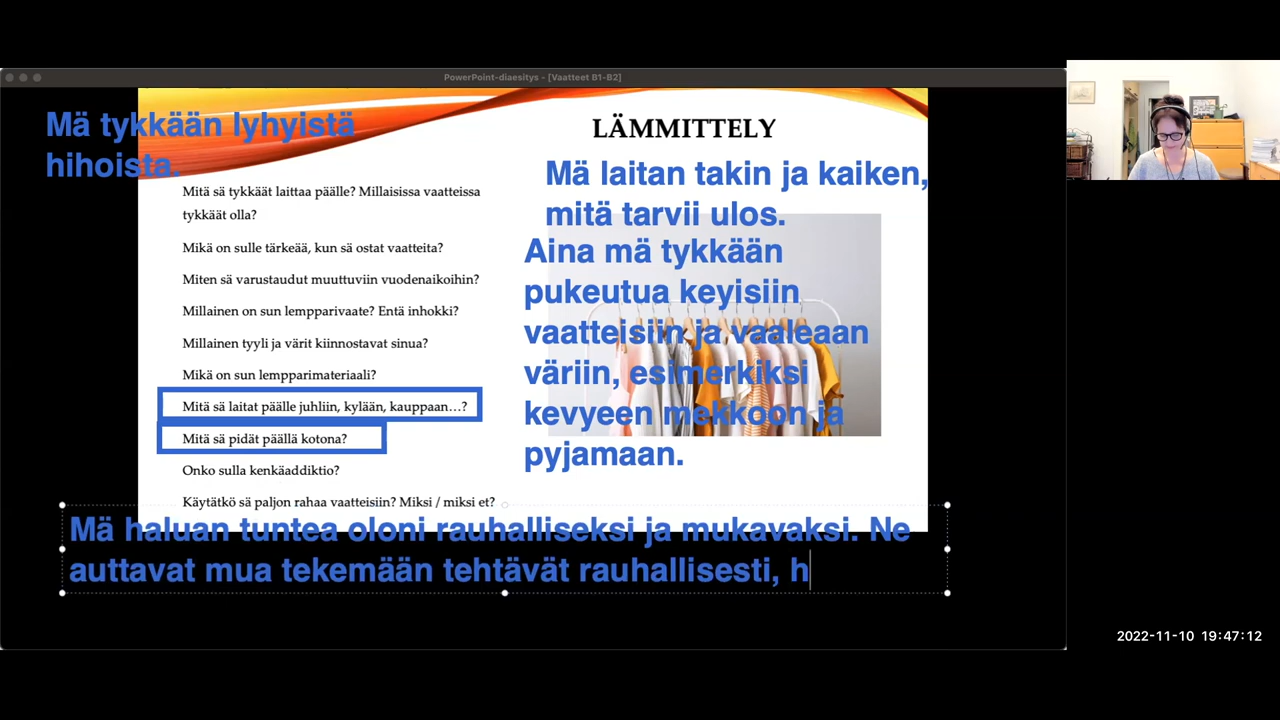 PowerPoint-diaesitys - [Vaatteet B1-B2]
Mä tykkään lyhyistä
hihoista.
LÄMMITTELY
Mitä sä tykkäät laittaa päälle? Millaisissa vaatteissa
tykkäät olla?
Mikä on sulle tärkeää, kun sä ostat vaatteita?
Miten sä varustaudut muuttuviin vuodenaikoihin?
Millainen on sun lempparivaate? Entä inhokki?
Millainen tyyli ja värit kiinnostavat sinua?
Mikä on sun lempparimateriaali?
Mitä sä laitat päälle juhliin, kylään, kauppaan…?
Mitä sä pidät päällä kotona?
Onko sulla kenkäaddiktio?
Käytätkö sä paljon rahaa vaatteisiin? Miksi / miksi et?
Mä laitan takin ja kaiken,
mitä tarvii ulos.
Aina mä tykkään
pukeutua keyisiin
vaatteisiin ja vaaleaan
väriin, esimerkiksi
kevyeen mekkoon ja
pyjamaan.
Mä haluan tuntea oloni rauhalliseksi ja mukavaksi. Ne
auttavat mua tekemään tehtävät rauhallisesti, h
2022-11-10 19:47:12